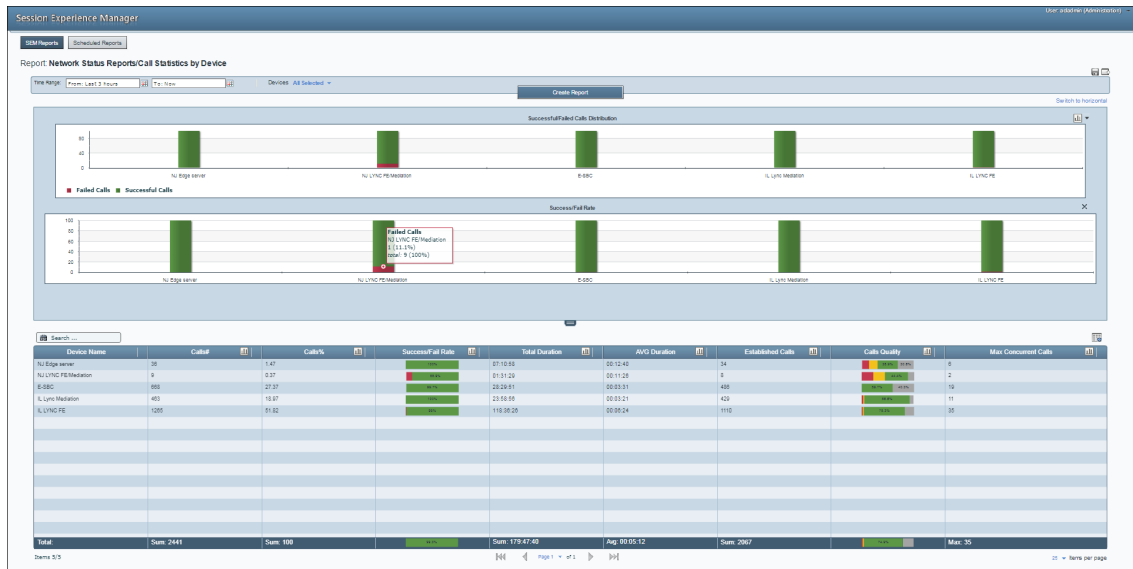 User: adadmin (Administration)
Session Experience Manager
SEM Reports Scheduled Reports
Report: Network Status Reports/Call Statistics by Device
Time Range: From: Last 3 hours To: Now Devices All Selected
Create Report
Switch to horizontal
Successful/Failed Calls Distribution
80
40
0
NJ Edge server NJ LYNC FE/Mediation E-SBC IL Lync Mediation IL LYNC FE
Failed Calls Successful Calls
Success/Fail Rate
100
80
60
40
20
0
Failed Calls
NJ LYNC FE/Mediation
1 (11.1%)
total: 9 (100%)
NJ Edge server NJ LYNC FE/Mediation E-SBC IL Lync Mediation IL LYNC FE
Search ...
Device Name Calls# Calls% Success/Fail Rate Total Duration AVG Duration Established Calls Calls Quality Max Concurrent Calls
NJ Edge server 36 1.47 100% 07:10:59 00:12:40 34 6
NJ LYNC FE/Mediation 9 0.37 01:31:29 00:11:26 8 2
E-SBC 668 27.37 28:29:51 00:03:31 486 19
IL Lync Mediation 463 18.97 100% 23:58:56 00:03:21 429 11
IL LYNC FE 1265 51.82 118:36:26 00:06:24 1110 35
Total: Sum: 2441 Sum: 100 Sum: 179:47:40 Avg: 00:05:12 Sum: 2067 Max: 35
Items 5/5 Page 1 of 1 25 items per page